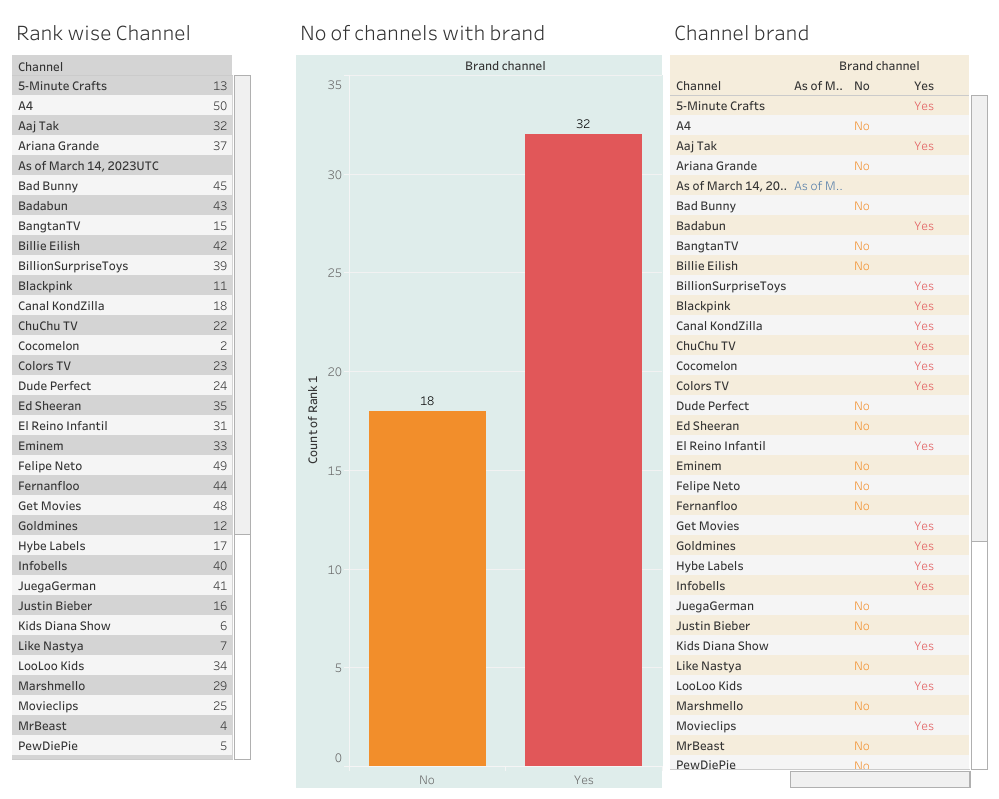 Rank wise Channel
Channel
5-Minute Crafts 13
A4 50
Aaj Tak 32
Ariana Grande 37
As of March 14, 2023UTC
Bad Bunny 45
Badabun 43
BangtanTV 15
Billie Eilish 42
BillionSurpriseToys 39
Blackpink 11
Canal KondZilla 18
ChuChu TV 22
Cocomelon 2
Colors TV 23
Dude Perfect 24
Ed Sheeran 35
El Reino Infantil 31
Eminem 33
Felipe Neto 49
Fernanfloo 44
Get Movies 48
Goldmines 12
Hybe Labels 17
Infobells 40
JuegaGerman 41
Justin Bieber 16
Kids Diana Show 6
Like Nastya 7
LooLoo Kids 34
Marshmello 29
Movieclips 25
MrBeast 4
PewDiePie 5
No of channels with brand
Brand channel
35
30
25
20
15
10
5
0
Count of Rank 1
18
32
No Yes
Channel brand
Brand channel
Channel As of M.. No Yes
5-Minute Crafts Yes
A4 No
Aaj Tak Yes
Ariana Grande No
As of March 14, 20.. As of M..
Bad Bunny No
Badabun Yes
BangtanTV No
Billie Eilish No
BillionSurpriseToys Yes
Blackpink Yes
Canal KondZilla Yes
ChuChu TV Yes
Cocomelon Yes
Colors TV Yes
Dude Perfect No
Ed Sheeran No
El Reino Infantil Yes
Eminem No
Felipe Neto No
Fernanfloo No
Get Movies Yes
Goldmines Yes
Hybe Labels Yes
Infobells Yes
JuegaGerman No
Justin Bieber No
Kids Diana Show Yes
Like Nastya No
LooLoo Kids Yes
Marshmello No
Movieclips Yes
MrBeast No
PewDiePie No